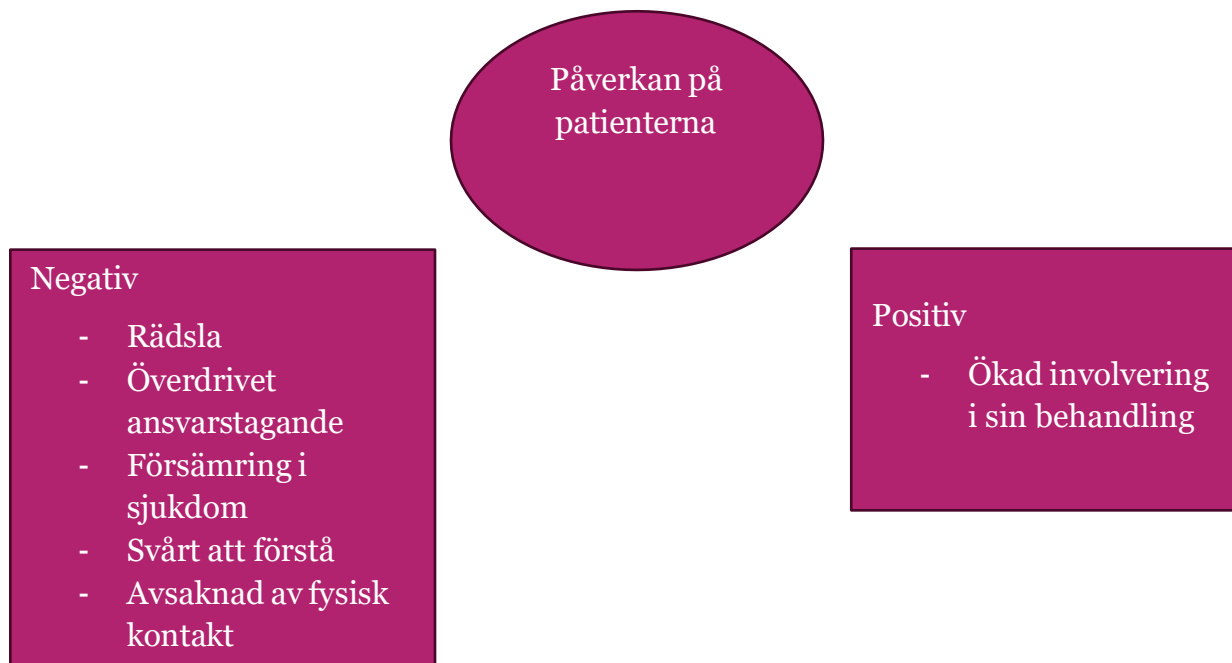 Påverkan på
patienterna
Negativ
- Rädsla
- Överdrivet
ansvarstagande
- Försämring i
sjukdom
- Svårt att förstå
- Avsaknad av fysisk
kontakt
Positiv
- Ökad involvering
i sin behandling